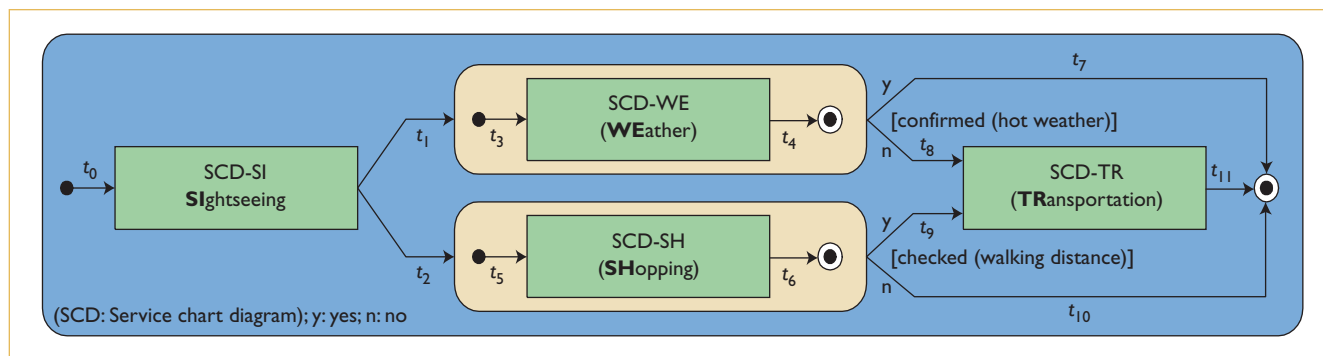 t7
SCD-WE
(WEather)
y
[confirmed (hot weather)]
t1
t3
t4
n
t8
t0
SCD-SI
SIghtseeing
SCD-TR
(TRansportation)
t11
SCD-SH
(SHopping)
y
t9
[checked (walking distance)]
t2
t5
t6
n
(SCD: Service chart diagram); y: yes; n: no
t10